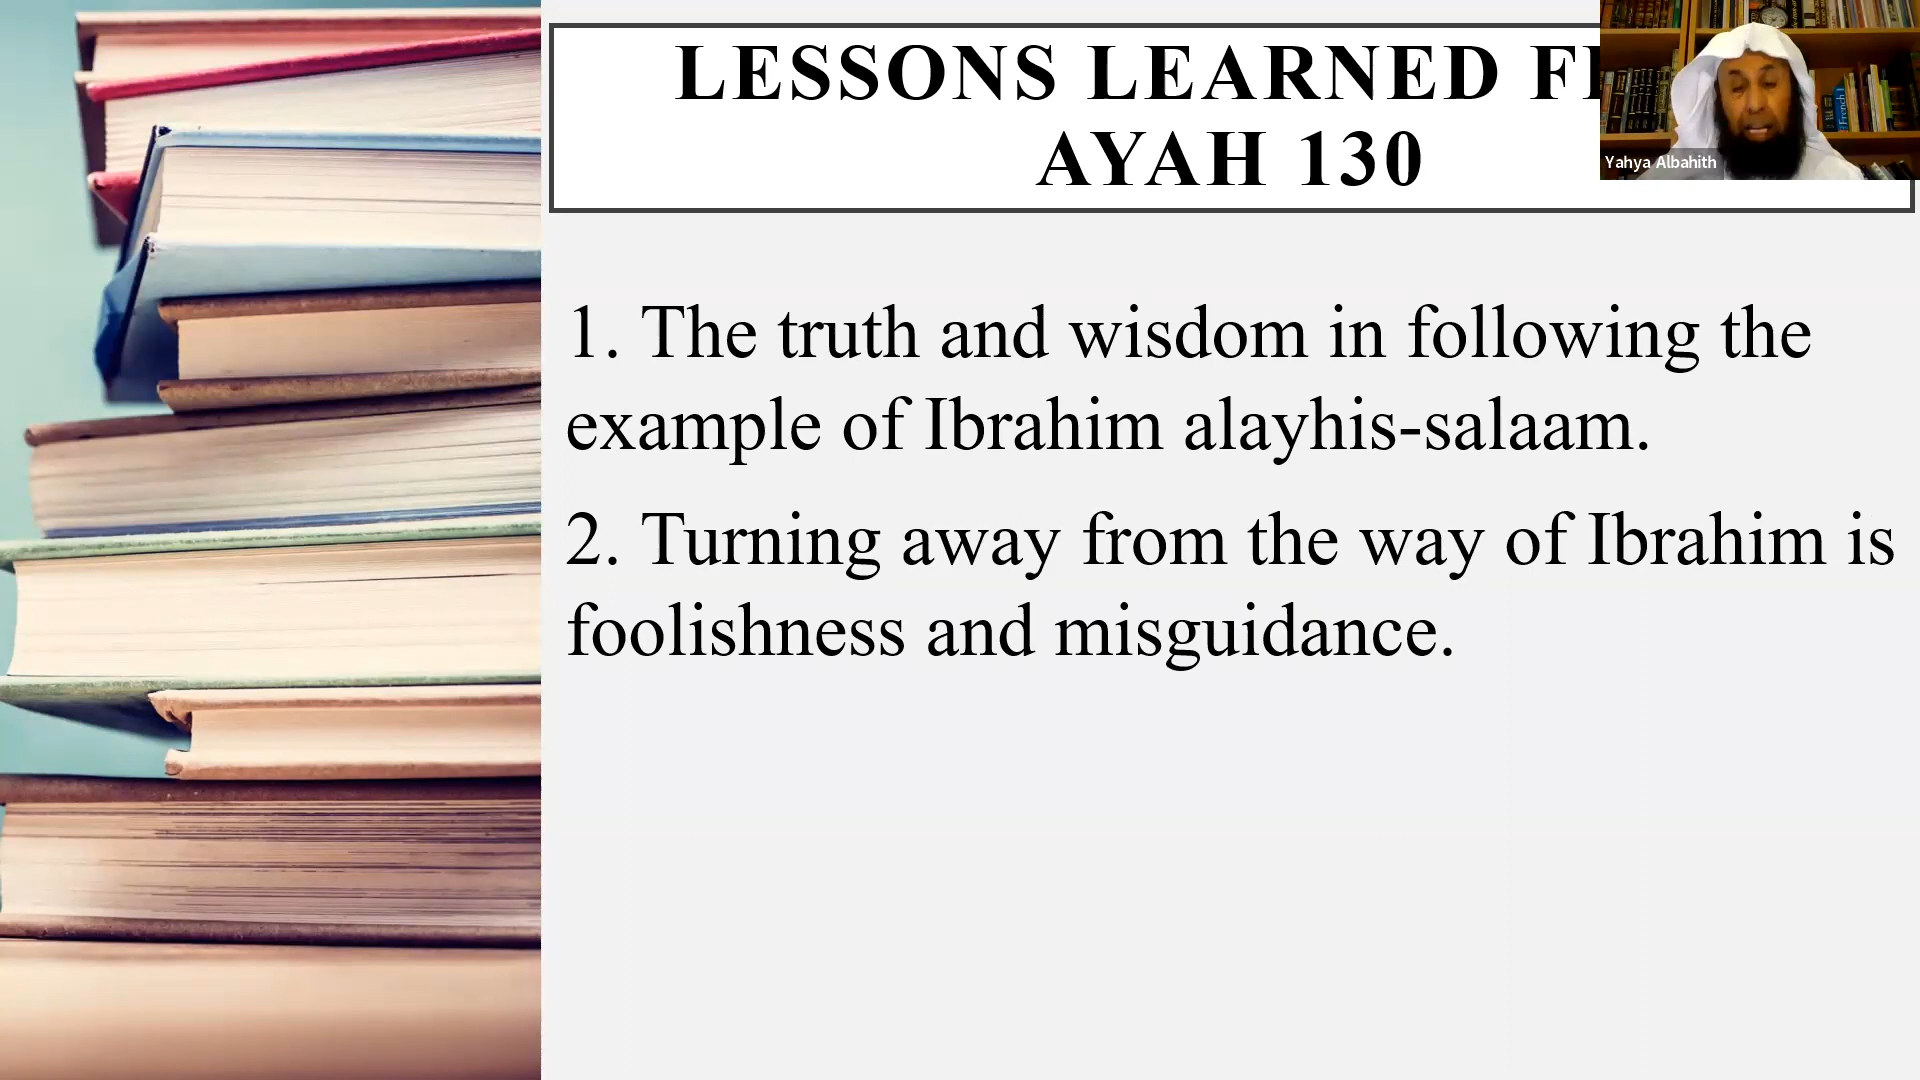 LESSONS LEARNED
AYAH 130
Yahya Albahith
1. The truth and wisdom in following the
example of Ibrahim alayhis-salaam.
2. Turning away from the way of Ibrahim is
foolishness and misguidance.